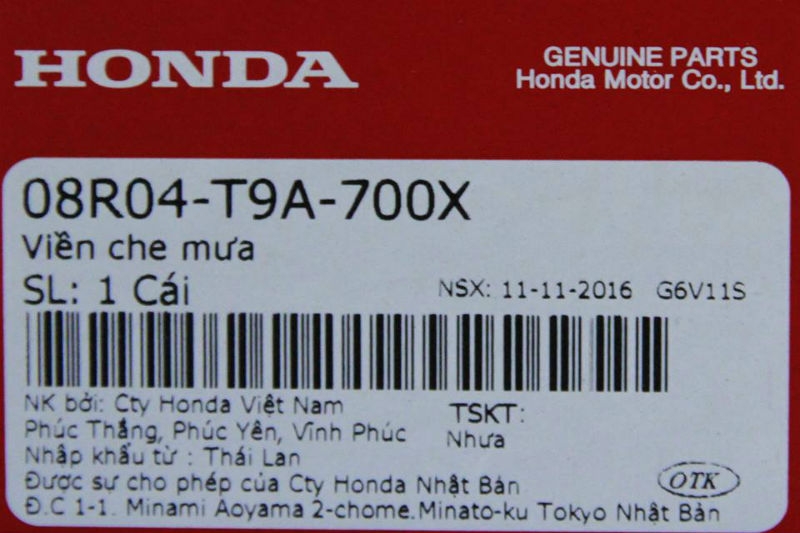 HONDA
GENUINE PARTS
Honda Motor Co., Ltd.
08R04-T9A-700X
Viền che mưa
SL: 1 Cái
NSX: 11-11-2016 G6V11S
NK bởi: Cty Honda Việt Nam
Phúc Thắng, Phúc Yên, Vĩnh Phúc
Nhập khẩu từ : Thái Lan
TSKT:
Nhựa
Được sự cho phép của Cty Honda Nhật Bản
Đ.C 1-1. Minami Aoyama 2-chome.Minato-ku Tokyo Nhật Bản
OTK